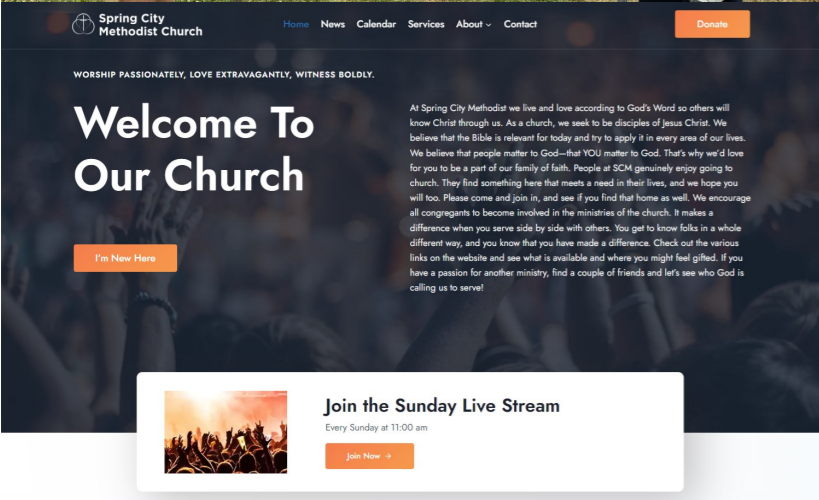 Spring City
Methodist Church
Home News Calendar Services About Contact
Donate
WORSHIP PASSIONATELY, LOVE EXTRAVAGANTLY, WITNESS BOLDLY.
Welcome To
Our Church
I'm New Here
At Spring City Methodist we live and love according to God's Word so others will
know Christ through us. As a church, we seek to be disciples of Jesus Christ. We
believe that the Bible is relevant for today and try to apply it in every area of our lives.
We believe that people matter to God—that YOU matter to God. That's why we'd love
for you to be a part of our family of faith. People at SCM genuinely enjoy going to
church. They find something here that meets a need in their lives, and we hope you
will too. Please come and join in, and see if you find that home as well. We encourage
all congregants to become involved in the ministries of the church. It makes a
difference when you serve side by side with others. You get to know folks in a whole
different way, and you know that you have made a difference. Check out the various
links on the website and see what is available and where you might feel gifted. If you
have a passion for another ministry, find a couple of friends and let's see who God is
calling us to serve!
Join the Sunday Live Stream
Every Sunday at 11:00 am
Join Now →